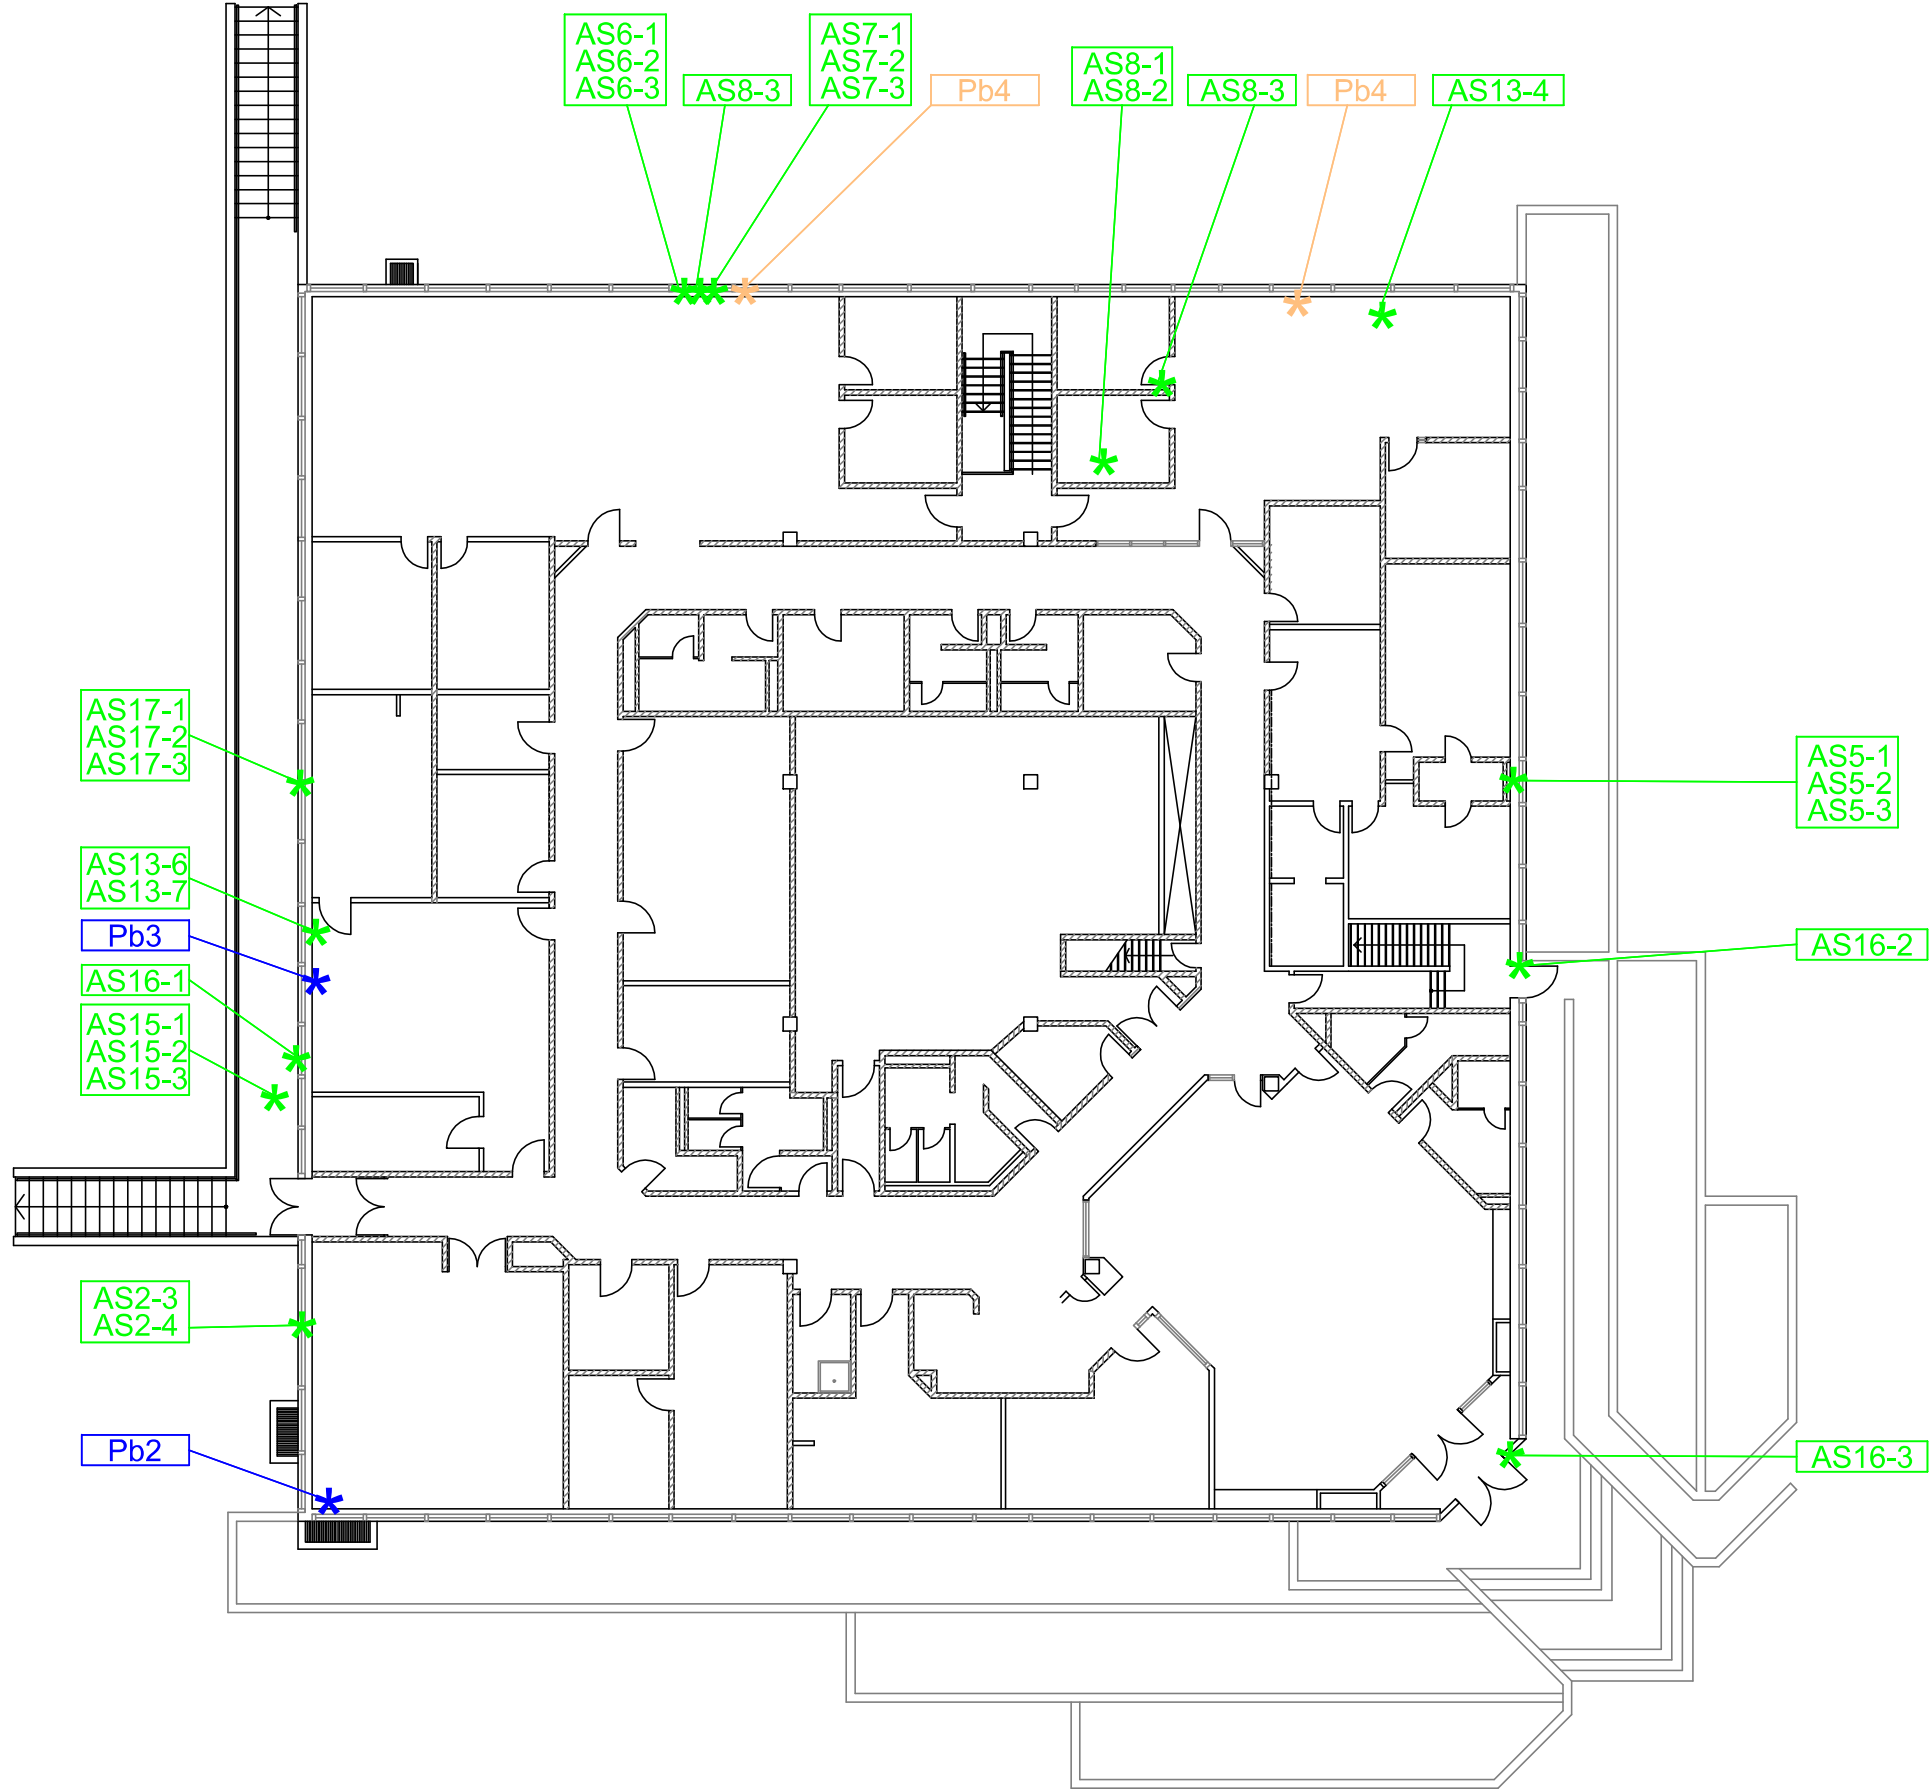 AS6-1
AS6-2
AS6-3
AS8-3
AS7-1
AS7-2
AS7-3
Pb4
AS8-1
AS8-2
AS8-3
Pb4
AS13-4
AS17-1
AS17-2
AS17-3
AS5-1
AS5-2
AS5-3
AS13-6
AS13-7
Pb3
AS16-2
AS16-1
AS15-1
AS15-2
AS15-3
AS2-3
AS2-4
Pb2
AS16-3